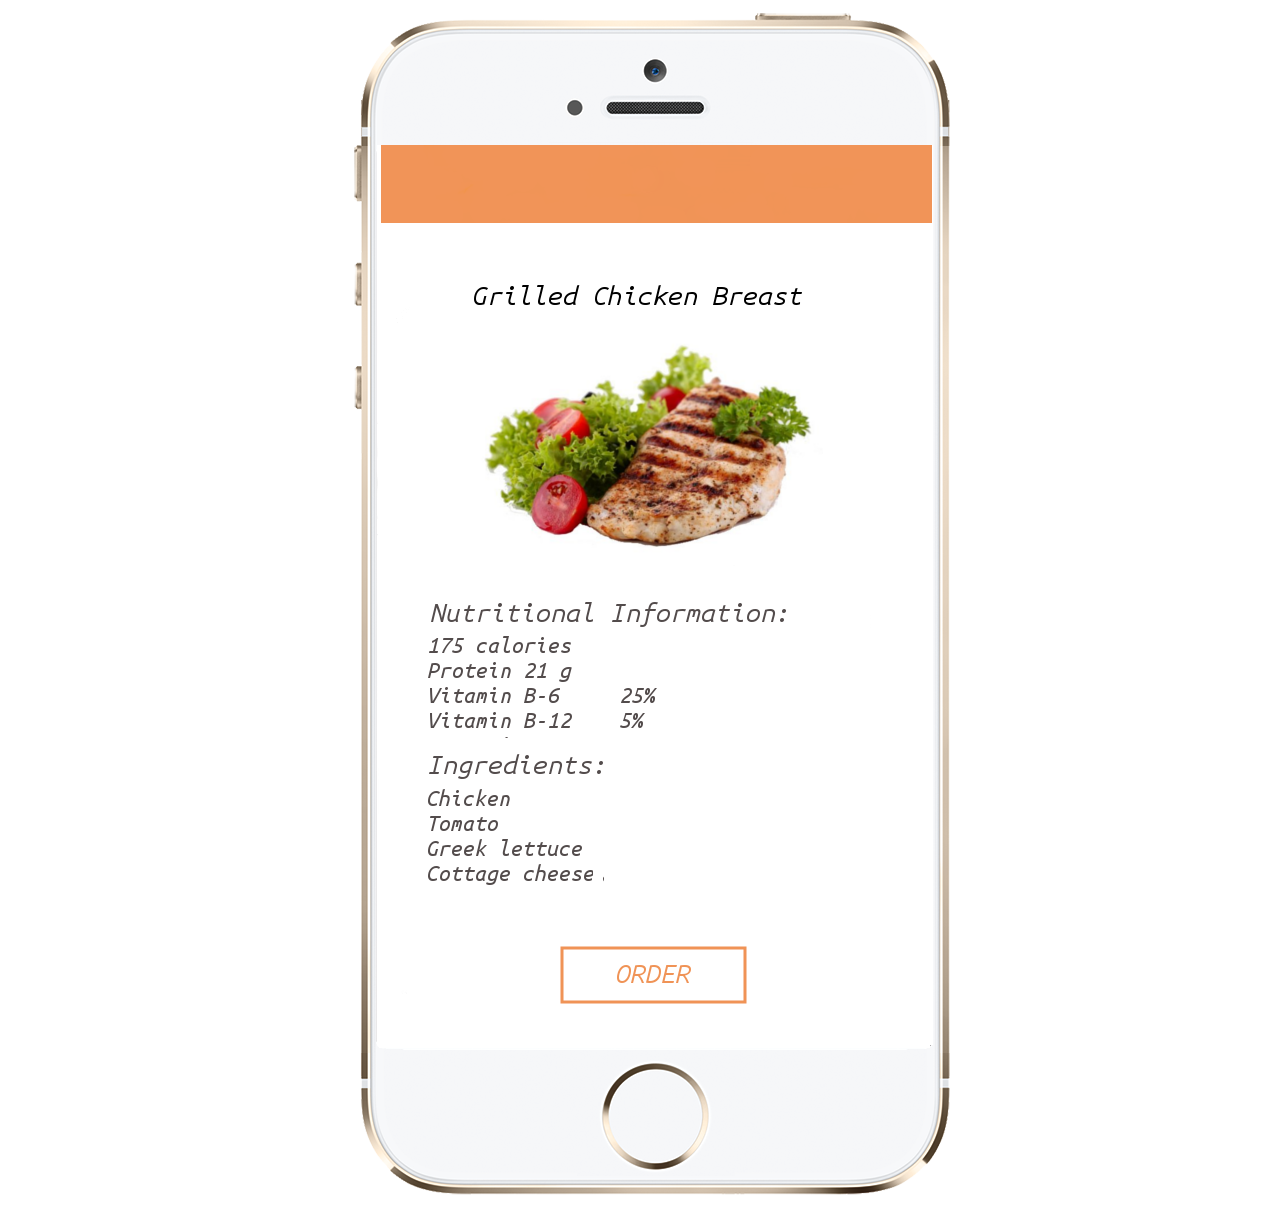 Grilled Chicken Breast
Nutritional Information:
175 calories
Protein 21 g
Vitamin B-6 25%
Vitamin B-12 5%
Ingredients:
Chicken
Tomato
Greek lettuce
Cottage cheese
ORDER